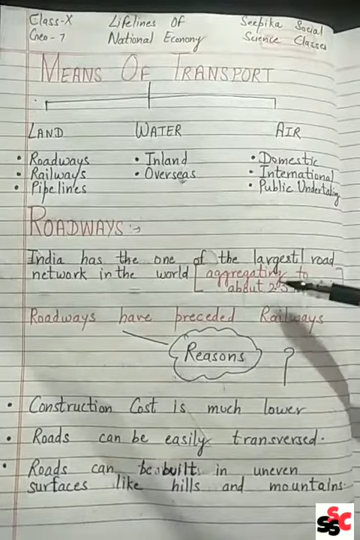 Class-X
Geo-7
Lifelines Of
National Economy
Seepika Social
Science Classes
MEANS OF TRANSPORT
LAND WATER AIR
• Roadways • Inland • Domestic
• Railways • Overseas • International
• Pipelines • Public Undertaking
ROADWAYS:→
India has the one of the largest road
network in the world [aggregating to
about 2.3
Roadways have preceded Railways
Reasons ?
• Construction Cost is much lower
• Roads can be easily transversed.
• Roads can be built in uneven
surfaces like hills and mountains.
SSC